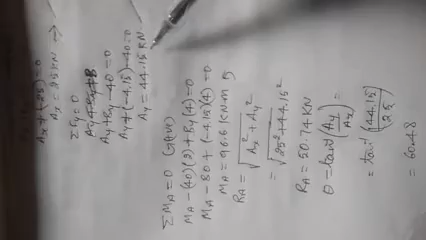 Ax + (-25) = 0
Ax = 25 KN →
ΣFy = 0
Ay + By - 40 = 0
Ay + (-4.15) - 40 = 0
Ay = 44.15 KN
ΣMA = 0 (↺+ve)
MA - (40)(2) + By(4) = 0
MA - 80 + (-4.15)(4) = 0
MA = 96.6 KNM ↺
RA = √Ax² + Ay²
= √25² + 44.15²
RA = 50.74 KN
θ = tan⁻¹(Ay/Ax) =
= tan⁻¹(44.15/25)
= 60.48